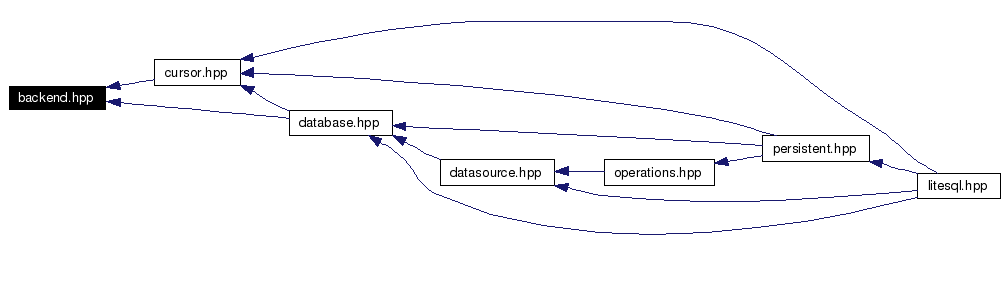 cursor.hpp
backend.hpp
database.hpp
persistent.hpp
datasource.hpp
operations.hpp
litesql.hpp